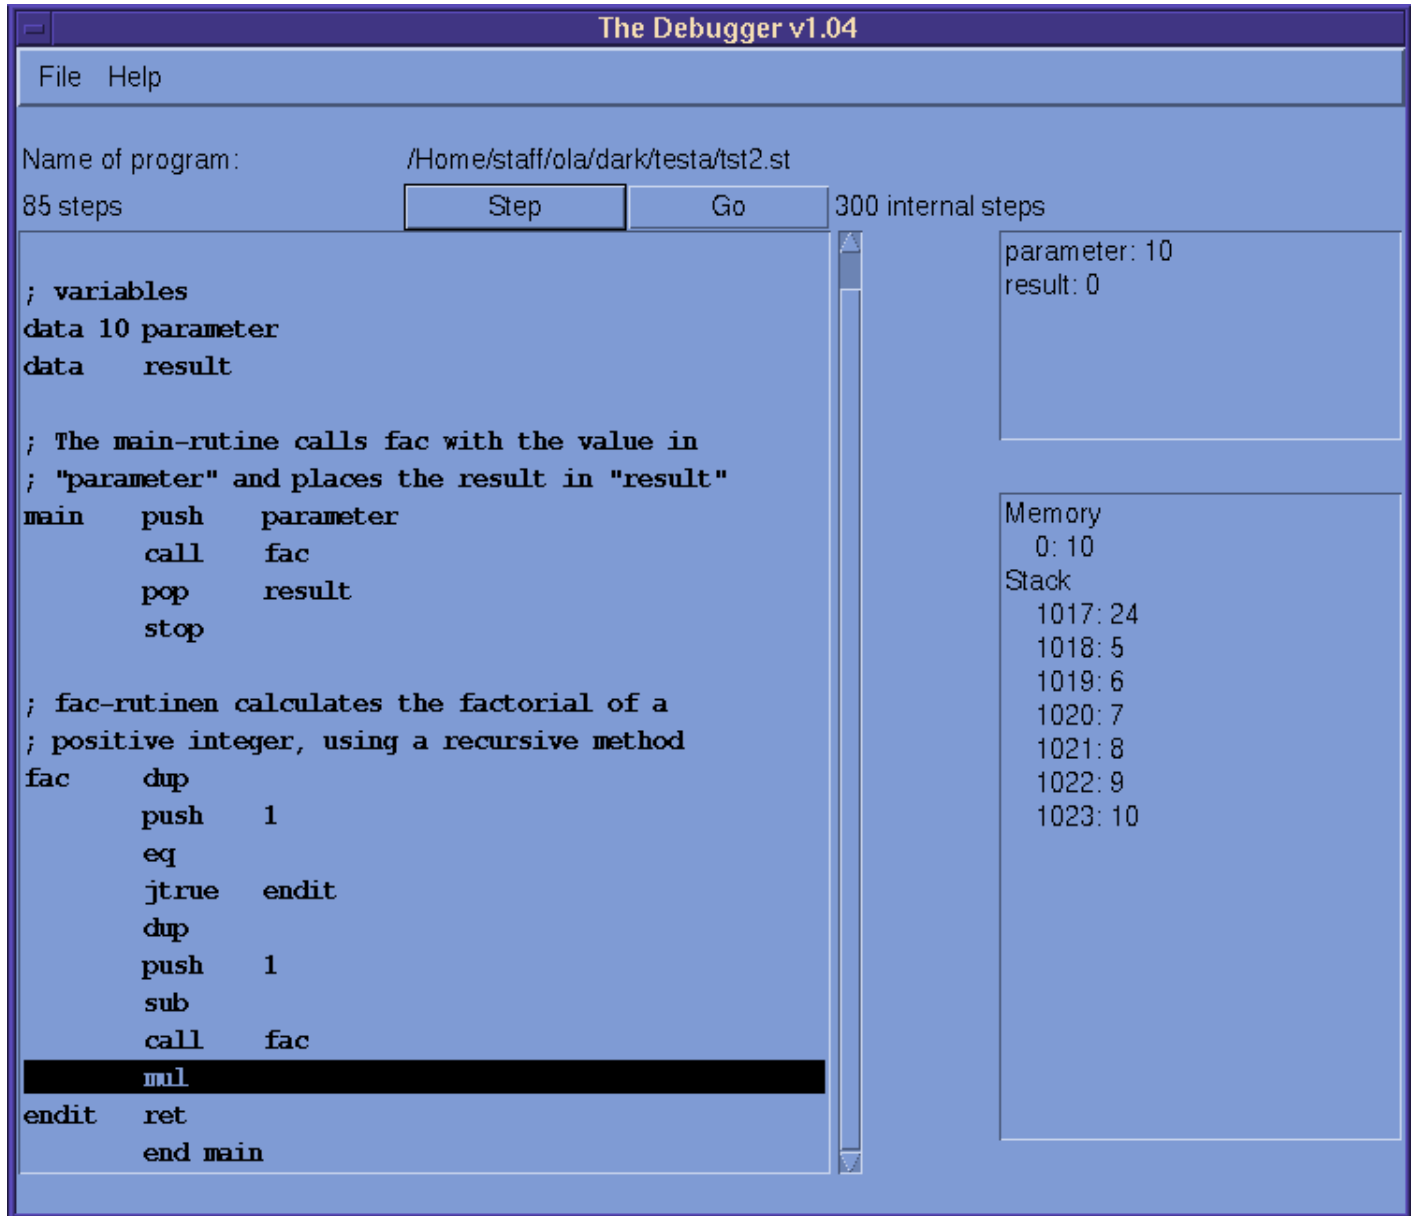 The Debugger v1.04
File Help
Name of program: /Home/staff/ola/dark/testa/tst2.st
85 steps Step Go 300 internal steps
; variables
data 10 parameter
data result
; The main-rutine calls fac with the value in
; "parameter" and places the result in "result"
main push parameter
call fac
pop result
stop
; fac-rutinen calculates the factorial of a
; positive integer, using a recursive method
fac dup
push 1
eq
jtrue endit
dup
push 1
sub
call fac
mul
endit ret
end main
parameter: 10
result: 0
Memory
0: 10
Stack
1017: 24
1018: 5
1019: 6
1020: 7
1021: 8
1022: 9
1023: 10